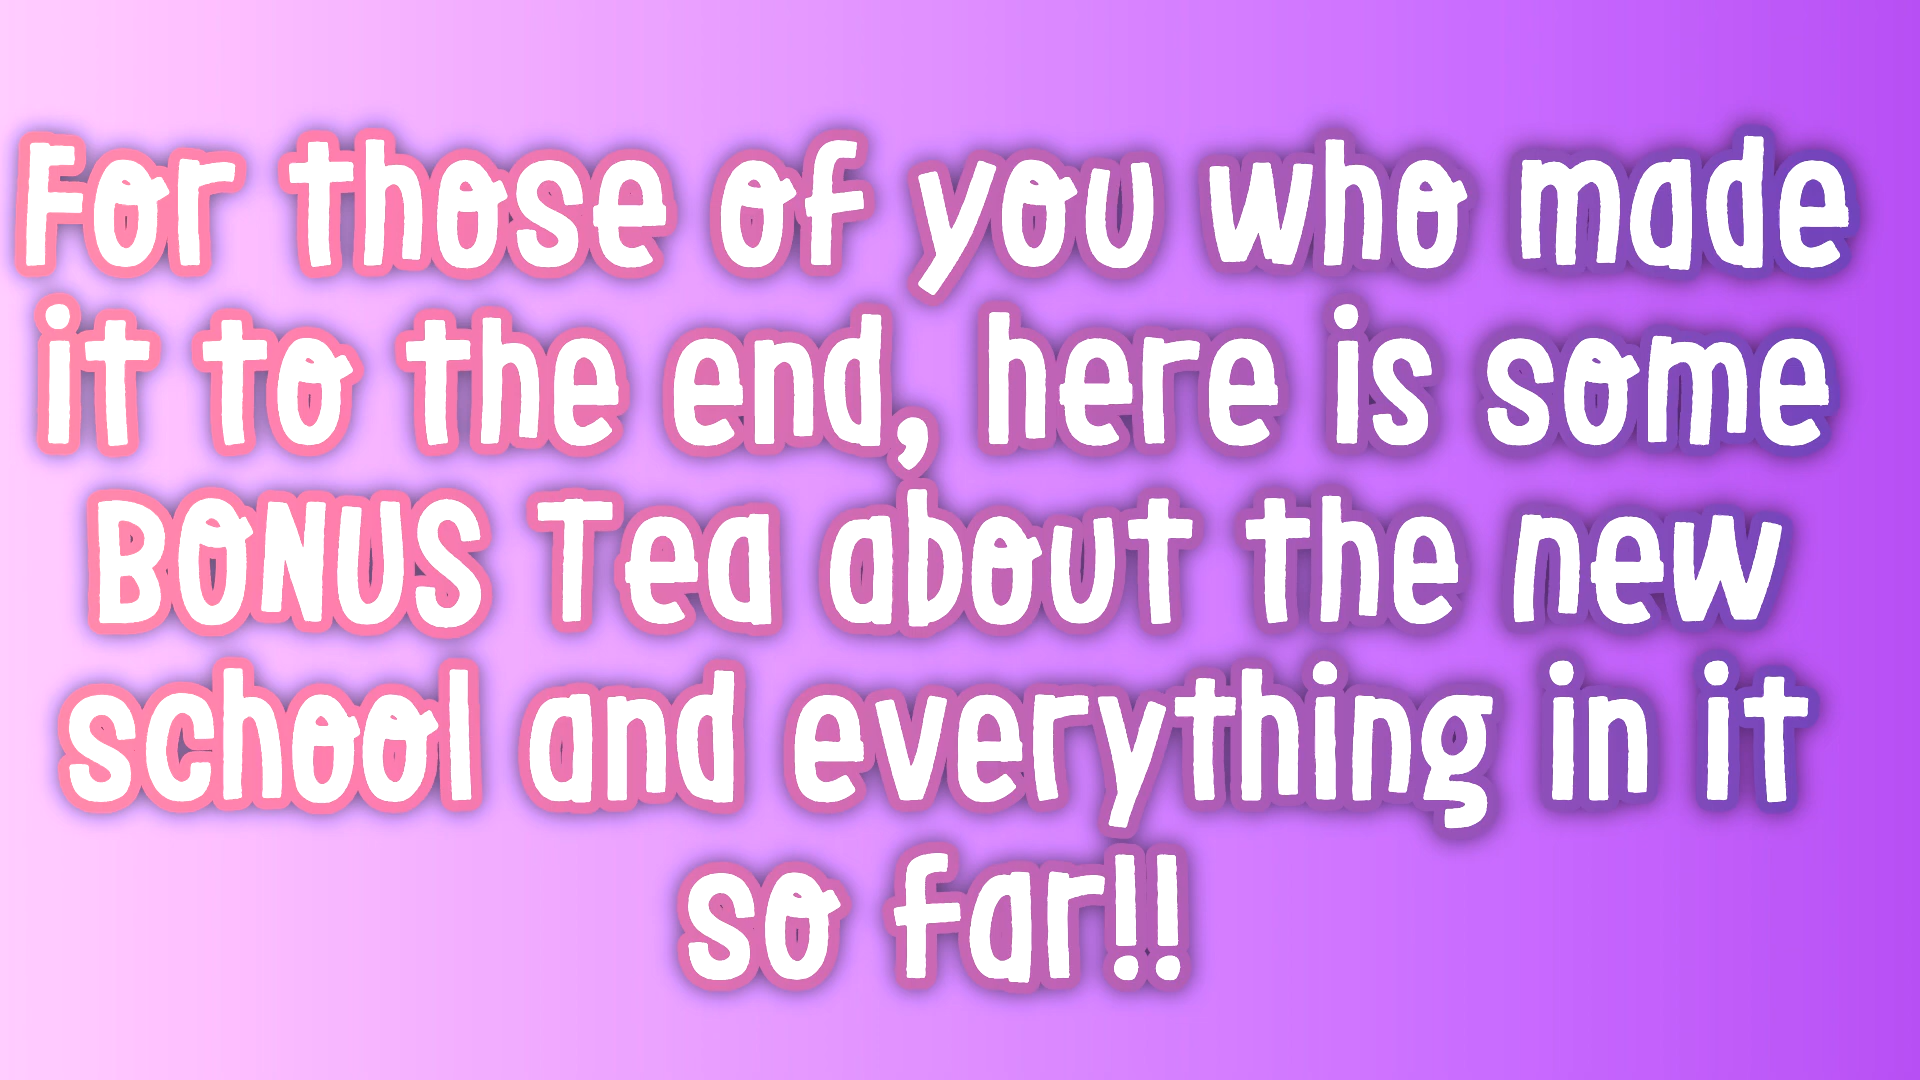 For those of you who made
it to the end, here is some
BONUS Tea about the new
school and everything in it
so far!!